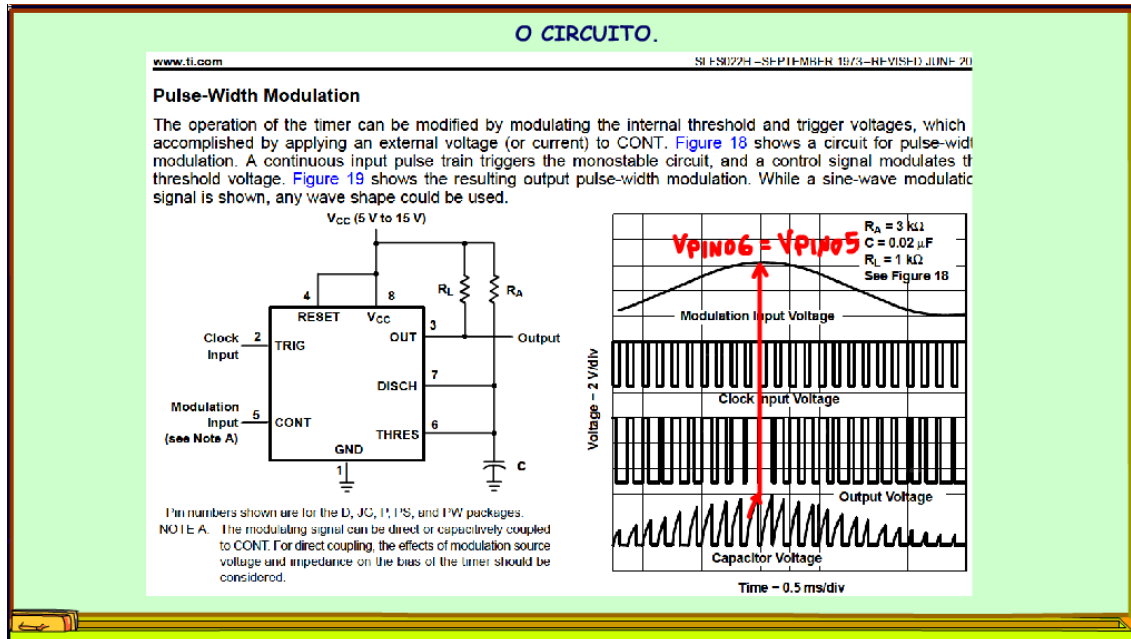 O CIRCUITO.
www.ti.com
SLFS022H–SEPTEMBER 1973–REVISED JUNE 20
Pulse-Width Modulation
The operation of the timer can be modified by modulating the internal threshold and trigger voltages, which
accomplished by applying an external voltage (or current) to CONT. Figure 18 shows a circuit for pulse-widt
modulation. A continuous input pulse train triggers the monostable circuit, and a control signal modulates th
threshold voltage. Figure 19 shows the resulting output pulse-width modulation. While a sine-wave modulatic
signal is shown, any wave shape could be used.
VCC (5 V to 15 V)
RL
RA
4
8
RESET
VCC
3
OUT
Output
Clock
Input
2
TRIG
7
DISCH
Modulation
Input
(see Note A)
5
CONT
6
THRES
GND
1
C
Pin numbers shown are for the D, JG, P, PS, and PW packages.
NOTE A. The modulating signal can be direct or capacitively coupled
to CONT. For direct coupling, the effects of modulation source
voltage and impedance on the bias of the timer should be
considered.
VPINO6 = VPINO5
RA = 3 kΩ
C = 0.02 µF
RL = 1 kΩ
See Figure 18
Modulation Input Voltage
Voltage – 2 V/div
Clock Input Voltage
Output Voltage
Capacitor Voltage
Time – 0.5 ms/div